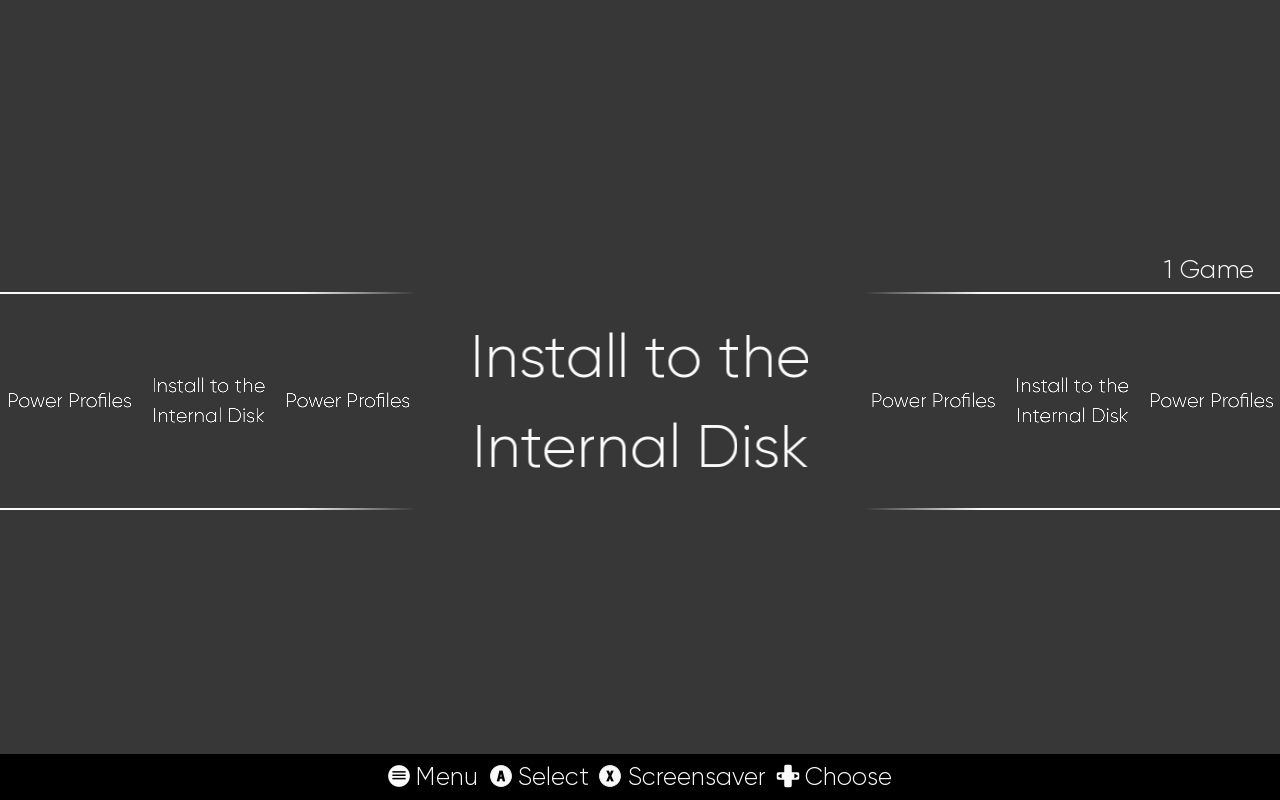 1 Game
Power Profiles
Install to the
Internal Disk
Power Profiles
Install to the
Internal Disk
Power Profiles
Install to the
Internal Disk
Power Profiles
Menu A Select X Screensaver Choose